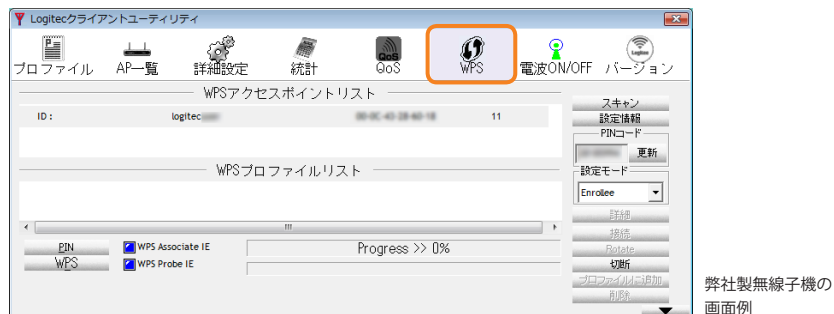 Logitecクライアントユーティリティ
プロファイル AP一覧 詳細設定 統計 QoS WPS 電波ON/OFF バージョン
WPSアクセスポイントリスト
ID : logitec 11
WPSプロファイルリスト
スキャン
設定情報
PINコード
更新
設定モード
Enrollee
詳細
接続
Rotate
切断
プロファイルに追加
削除
PIN WPS Associate IE Progress >> 0%
WPS WPS Probe IE
弊社製無線子機の
画面例